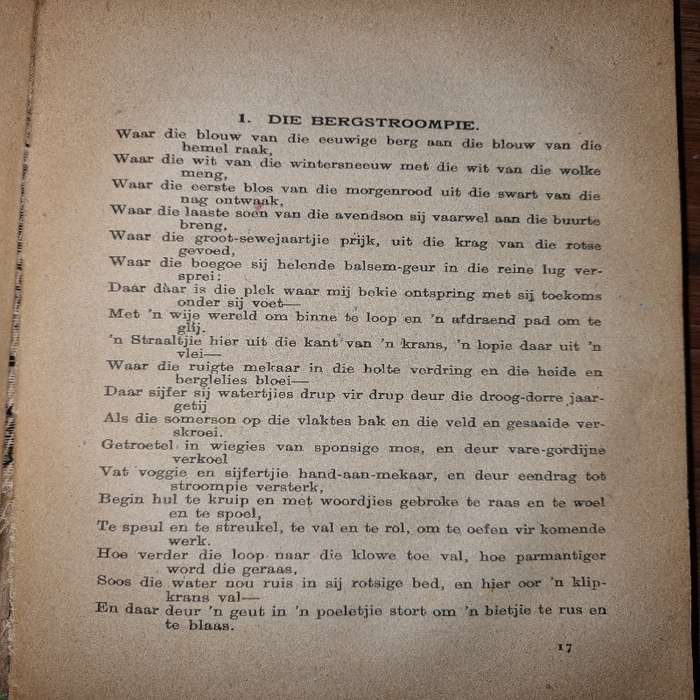 1. DIE BERGSTROOMPIE.
Waar die blouw van die eeuwige berg aan die blouw van die
hemel raak,
Waar die wit van die wintersneeuw met die wit van die wolke
meng,
Waar die eerste blos van die morgenrood uit die swart van die
nag ontwaak,
Waar die laaste soen van die avendson sij vaarwel aan die buurte
breng,
Waar die groot-sewejaartjie prijk, uit die krag van die rotse
gevoed,
Waar die boegoe sij helende balsem-geur in die reine lug ver-
sprei:
Daar daar is die plek waar mij bekie ontspring met sij toekoms
onder sij voet—
Met 'n wije wereld om binne te loop en 'n afdraend pad om te
glij.
'n Straaltjie hier uit die kant van 'n krans, 'n lopie daar uit 'n
vlei—
Waar die ruigte mekaar in die holte verdring en die heide en
berglelies bloei—
Daar sijfer sij watertjies drup vir drup deur die droog-dorre jaar-
getij
Als die somerson op die vlaktes bak en die veld en gesaaide ver-
skroei.
Getroetel in wiegies van sponsige mos, en deur vare-gordijne
verkoel
Vat voggie en sijfertjie hand-aan-mekaar, en deur eendrag tot
stroompie versterk,
Begin hul te kruip en met woordjies gebroke te raas en te woel
en te spoel,
Te speul en te streukel, te val en te rol, om te oefen vir komende
werk.
Hoe verder die loop naar die klowe toe val, hoe parmantiger
word die geraas,
Soos die water nou ruis in sij rotsige bed, en hier oor 'n klip-
krans val—
En daar deur 'n geut in 'n poeletjie stort om 'n bietjie te rus en
te blaas.
17